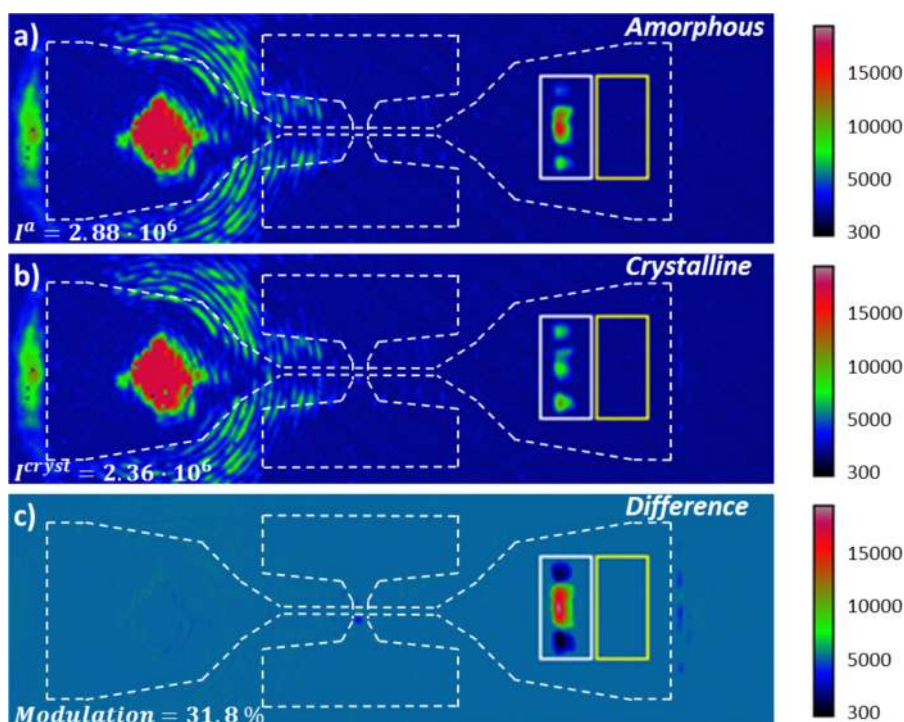 a)
Amorphous
I^a = 2.88 · 10^6
15000
10000
5000
300
b)
Crystalline
I^cryst = 2.36 · 10^6
15000
10000
5000
300
c)
Difference
Modulation = 31.8 %
15000
10000
5000
300